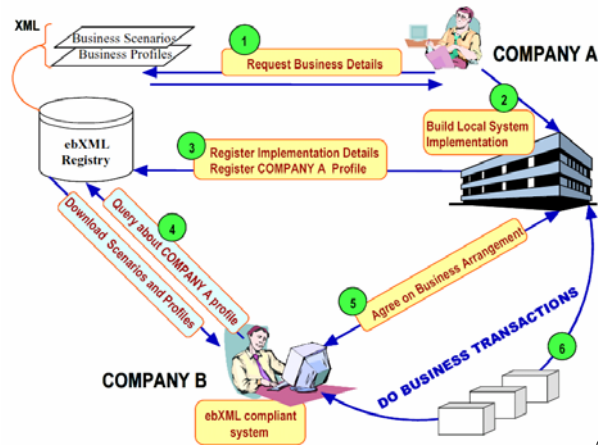 XML
Business Scenarios
Business Profiles
1
Request Business Details
COMPANY A
2
Build Local System
Implementation
ebXML
Registry
3
Register Implementation Details
Register COMPANY A Profile
4
Query about COMPANY A profile
Download Scenarios and Profiles
5
Agree on Business Arrangement
DO BUSINESS TRANSACTIONS
6
COMPANY B
ebXML compliant
system